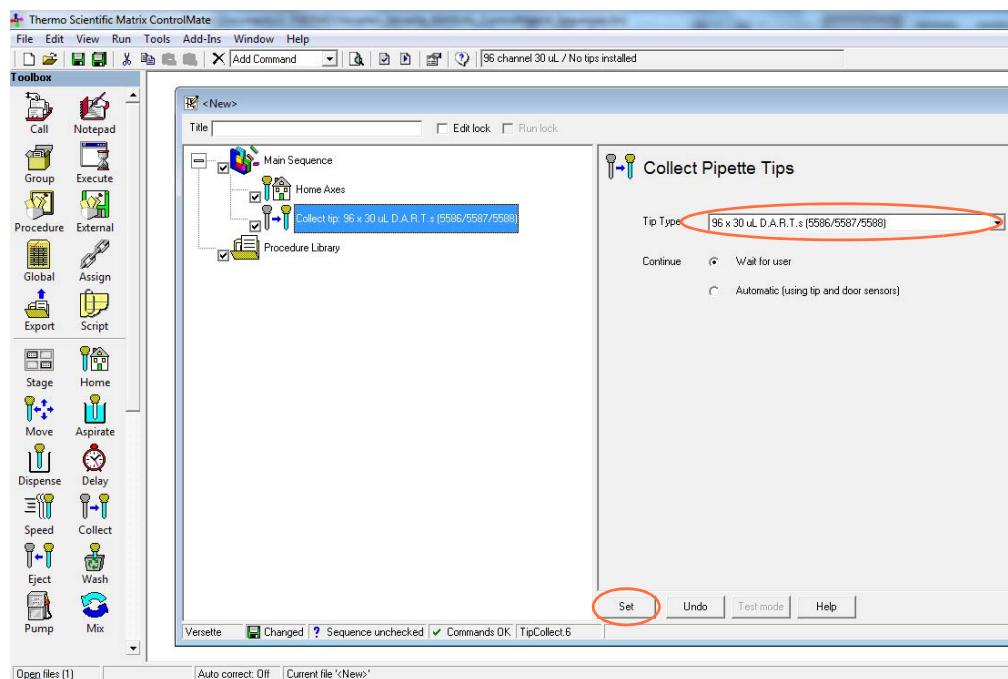 Thermo Scientific Matrix ControlMate
File Edit View Run Tools Add-Ins Window Help
Add Command
96 channel 30 uL / No tips installed
Toolbox
Call Notepad
Group Execute
Procedure External
Global Assign
Export Script
Stage Home
Move Aspirate
Dispense Delay
Speed Collect
Eject Wash
Pump Mix
<New>
Title
Edit lock Run lock
Main Sequence
Home Axes
Collect tip: 96 x 30 uL D.A.R.T.s (5586/5587/5588)
Procedure Library
Collect Pipette Tips
Tip Type 96 x 30 uL D.A.R.T.s (5586/5587/5588)
Continue Wait for user
Automatic (using tip and door sensors)
Set Undo Test mode Help
Versette Changed ? Sequence unchecked Commands OK TipCollect.6
Open files (1) Auto correct: Off Current file '<New>'